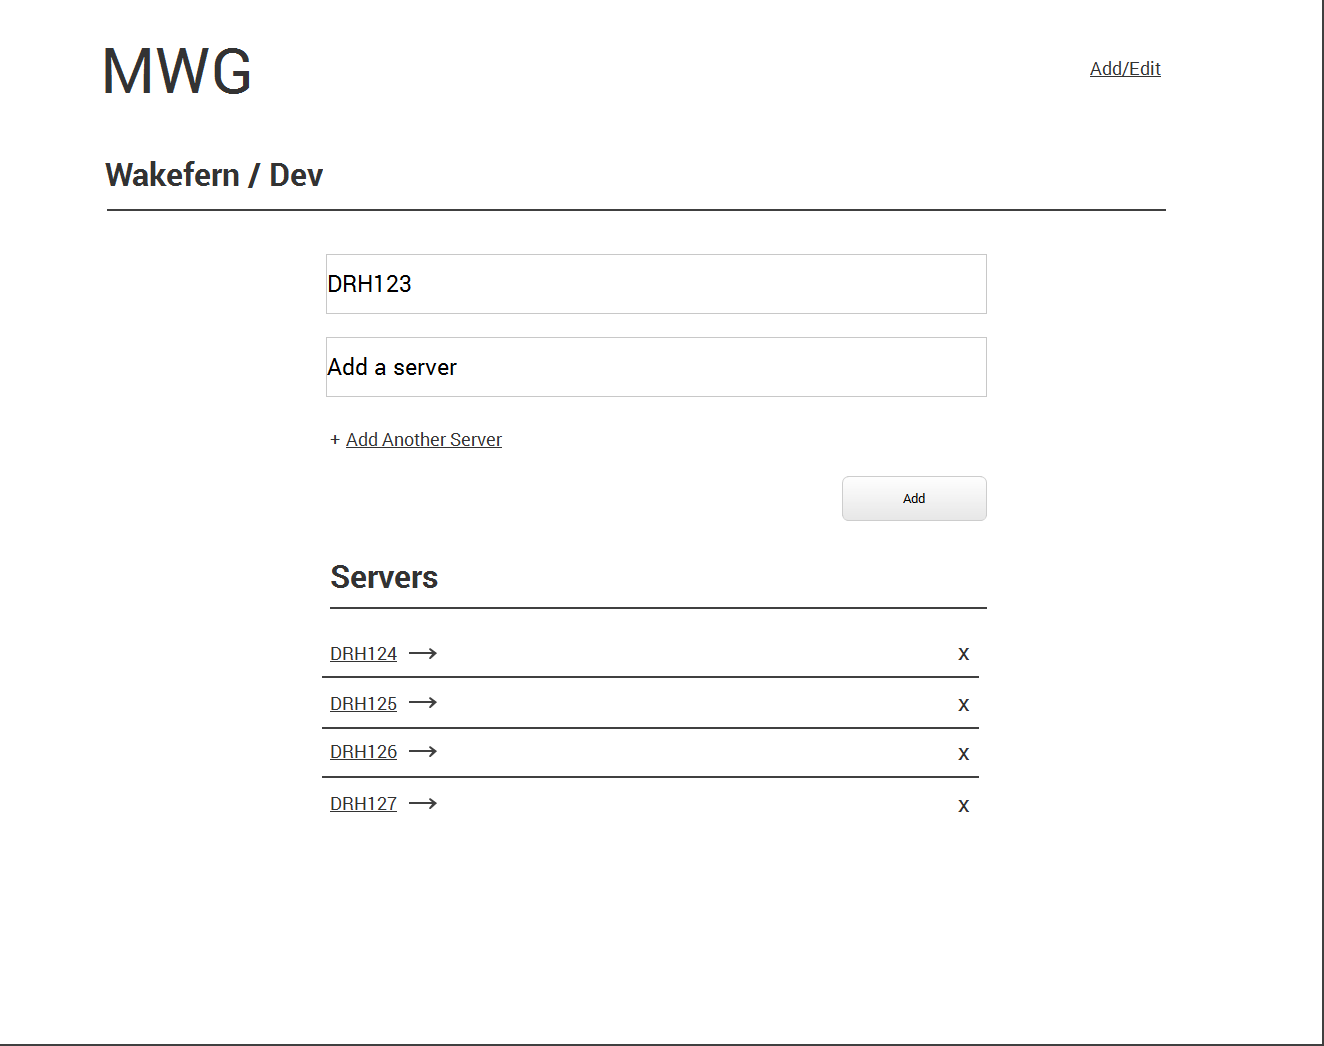 MWG
Add/Edit
Wakefern / Dev
DRH123
Add a server
+ Add Another Server
Add
Servers
DRH124 → x
DRH125 → x
DRH126 → x
DRH127 → x